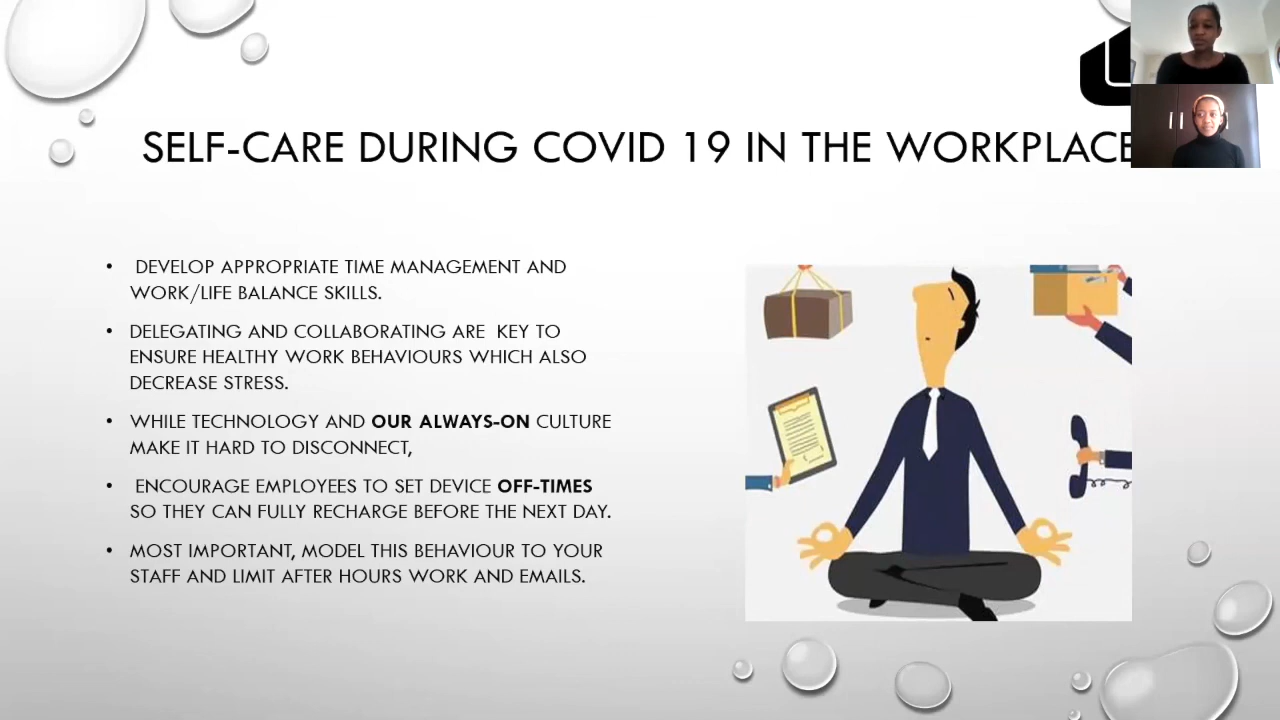 SELF-CARE DURING COVID 19 IN THE WORKPLACE
• DEVELOP APPROPRIATE TIME MANAGEMENT AND
WORK/LIFE BALANCE SKILLS.
• DELEGATING AND COLLABORATING ARE KEY TO
ENSURE HEALTHY WORK BEHAVIOURS WHICH ALSO
DECREASE STRESS.
• WHILE TECHNOLOGY AND OUR ALWAYS-ON CULTURE
MAKE IT HARD TO DISCONNECT,
• ENCOURAGE EMPLOYEES TO SET DEVICE OFF-TIMES
SO THEY CAN FULLY RECHARGE BEFORE THE NEXT DAY.
• MOST IMPORTANT, MODEL THIS BEHAVIOUR TO YOUR
STAFF AND LIMIT AFTER HOURS WORK AND EMAILS.